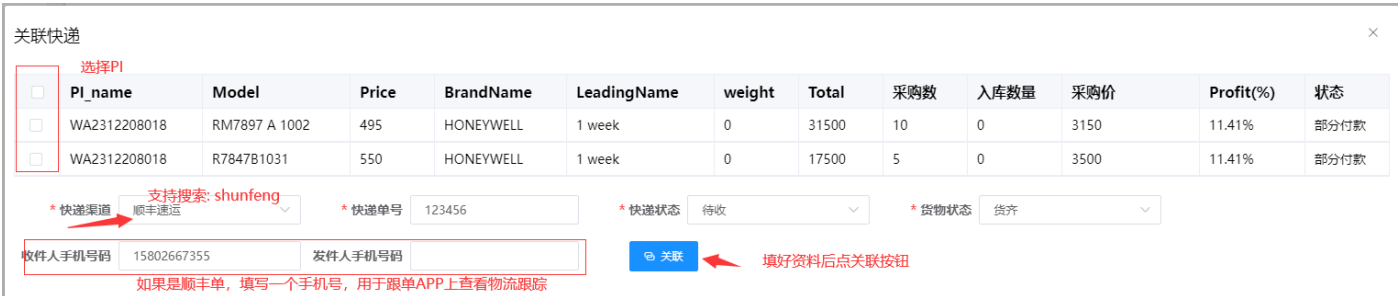 关联快递
选择PI
PI_name Model Price BrandName LeadingName weight Total 采购数 入库数量 采购价 Profit(%) 状态
WA2312208018 RM7897 A 1002 495 HONEYWELL 1 week 0 31500 10 0 3150 11.41% 部分付款
WA2312208018 R7847B1031 550 HONEYWELL 1 week 0 17500 5 0 3500 11.41% 部分付款
支持搜索: shunfeng
* 快递渠道 顺丰速运 * 快递单号 123456 * 快递状态 待收 * 货物状态 货齐
收件人手机号码 15802667355 发件人手机号码 关联 填好资料后点关联按钮
如果是顺丰单，填写一个手机号，用于跟单APP上查看物流跟踪